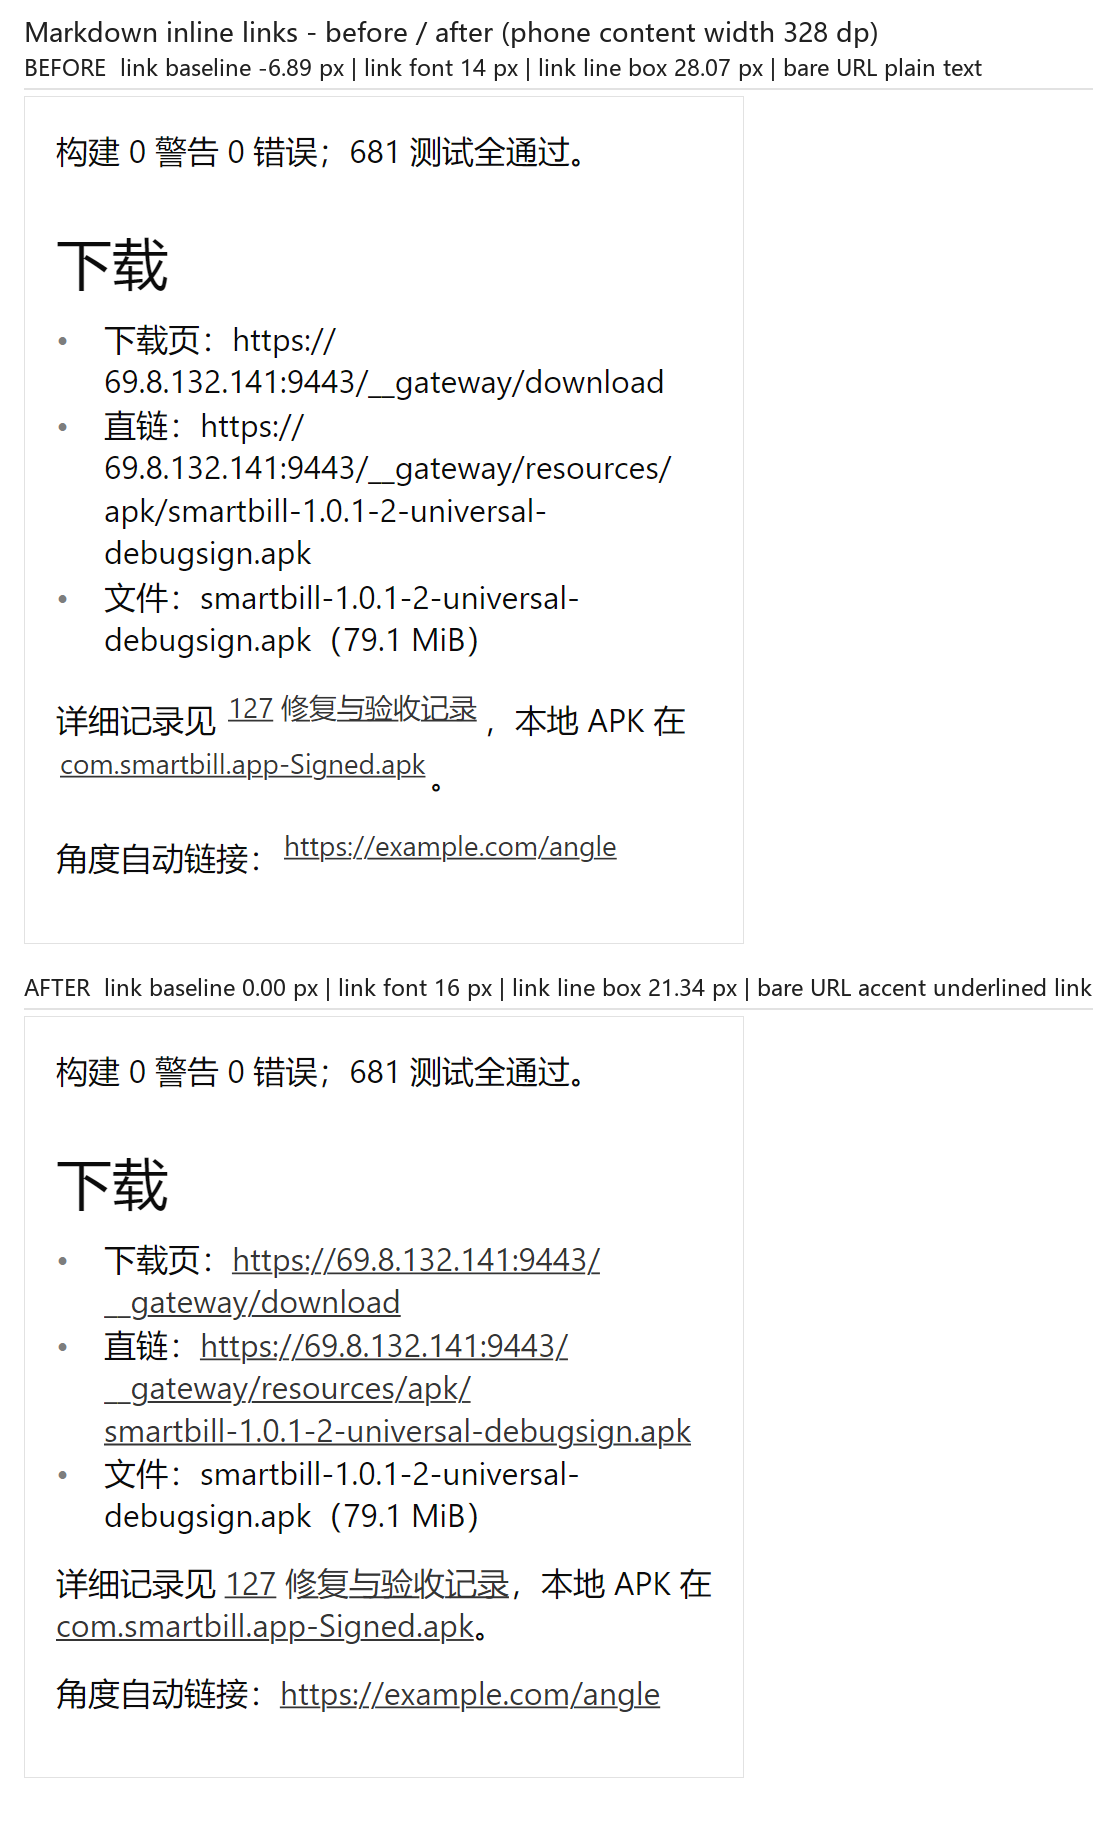 Markdown inline links - before / after (phone content width 328 dp)
BEFORE  link baseline -6.89 px | link font 14 px | link line box 28.07 px | bare URL plain text
构建 0 警告 0 错误；681 测试全通过。
下载
• 下载页：https://
69.8.132.141:9443/__gateway/download
• 直链：https://
69.8.132.141:9443/__gateway/resources/
apk/smartbill-1.0.1-2-universal-
debugsign.apk
• 文件：smartbill-1.0.1-2-universal-
debugsign.apk（79.1 MiB）
详细记录见 127 修复与验收记录 ，本地 APK 在
com.smartbill.app-Signed.apk 。
角度自动链接： https://example.com/angle
AFTER  link baseline 0.00 px | link font 16 px | link line box 21.34 px | bare URL accent underlined link
构建 0 警告 0 错误；681 测试全通过。
下载
• 下载页：https://69.8.132.141:9443/
__gateway/download
• 直链：https://69.8.132.141:9443/
__gateway/resources/apk/
smartbill-1.0.1-2-universal-debugsign.apk
• 文件：smartbill-1.0.1-2-universal-
debugsign.apk（79.1 MiB）
详细记录见 127 修复与验收记录，本地 APK 在
com.smartbill.app-Signed.apk。
角度自动链接：https://example.com/angle